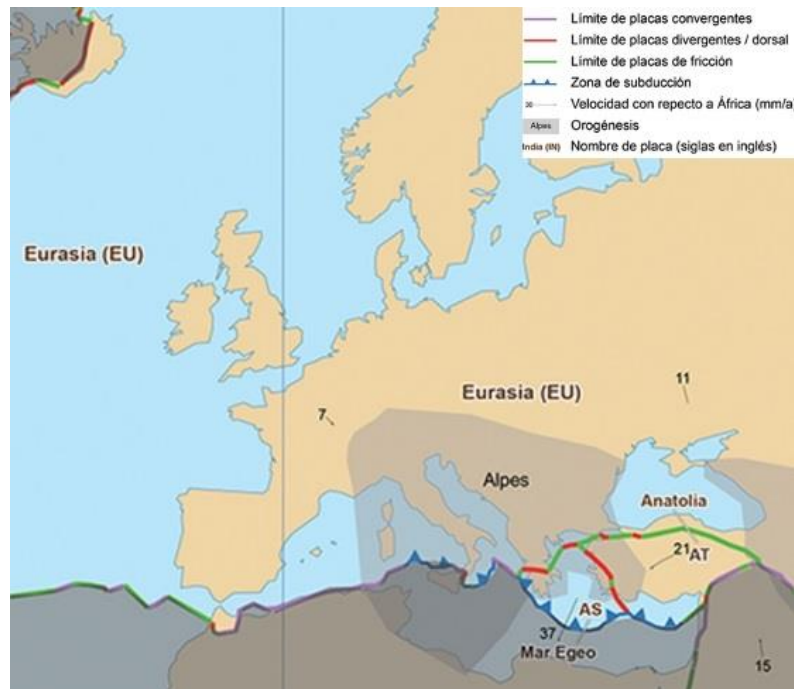 Límite de placas convergentes
Límite de placas divergentes / dorsal
Límite de placas de fricción
Zona de subducción
20 Velocidad con repecto a África (mm/a)
Alpes Orogénesis
India (IN) Nombre de placa (siglas en inglés)
Eurasia (EU)
11
Eurasia (EU)
7
Alpes
Anatolia
21 AT
AS
37
Mar Egeo
15